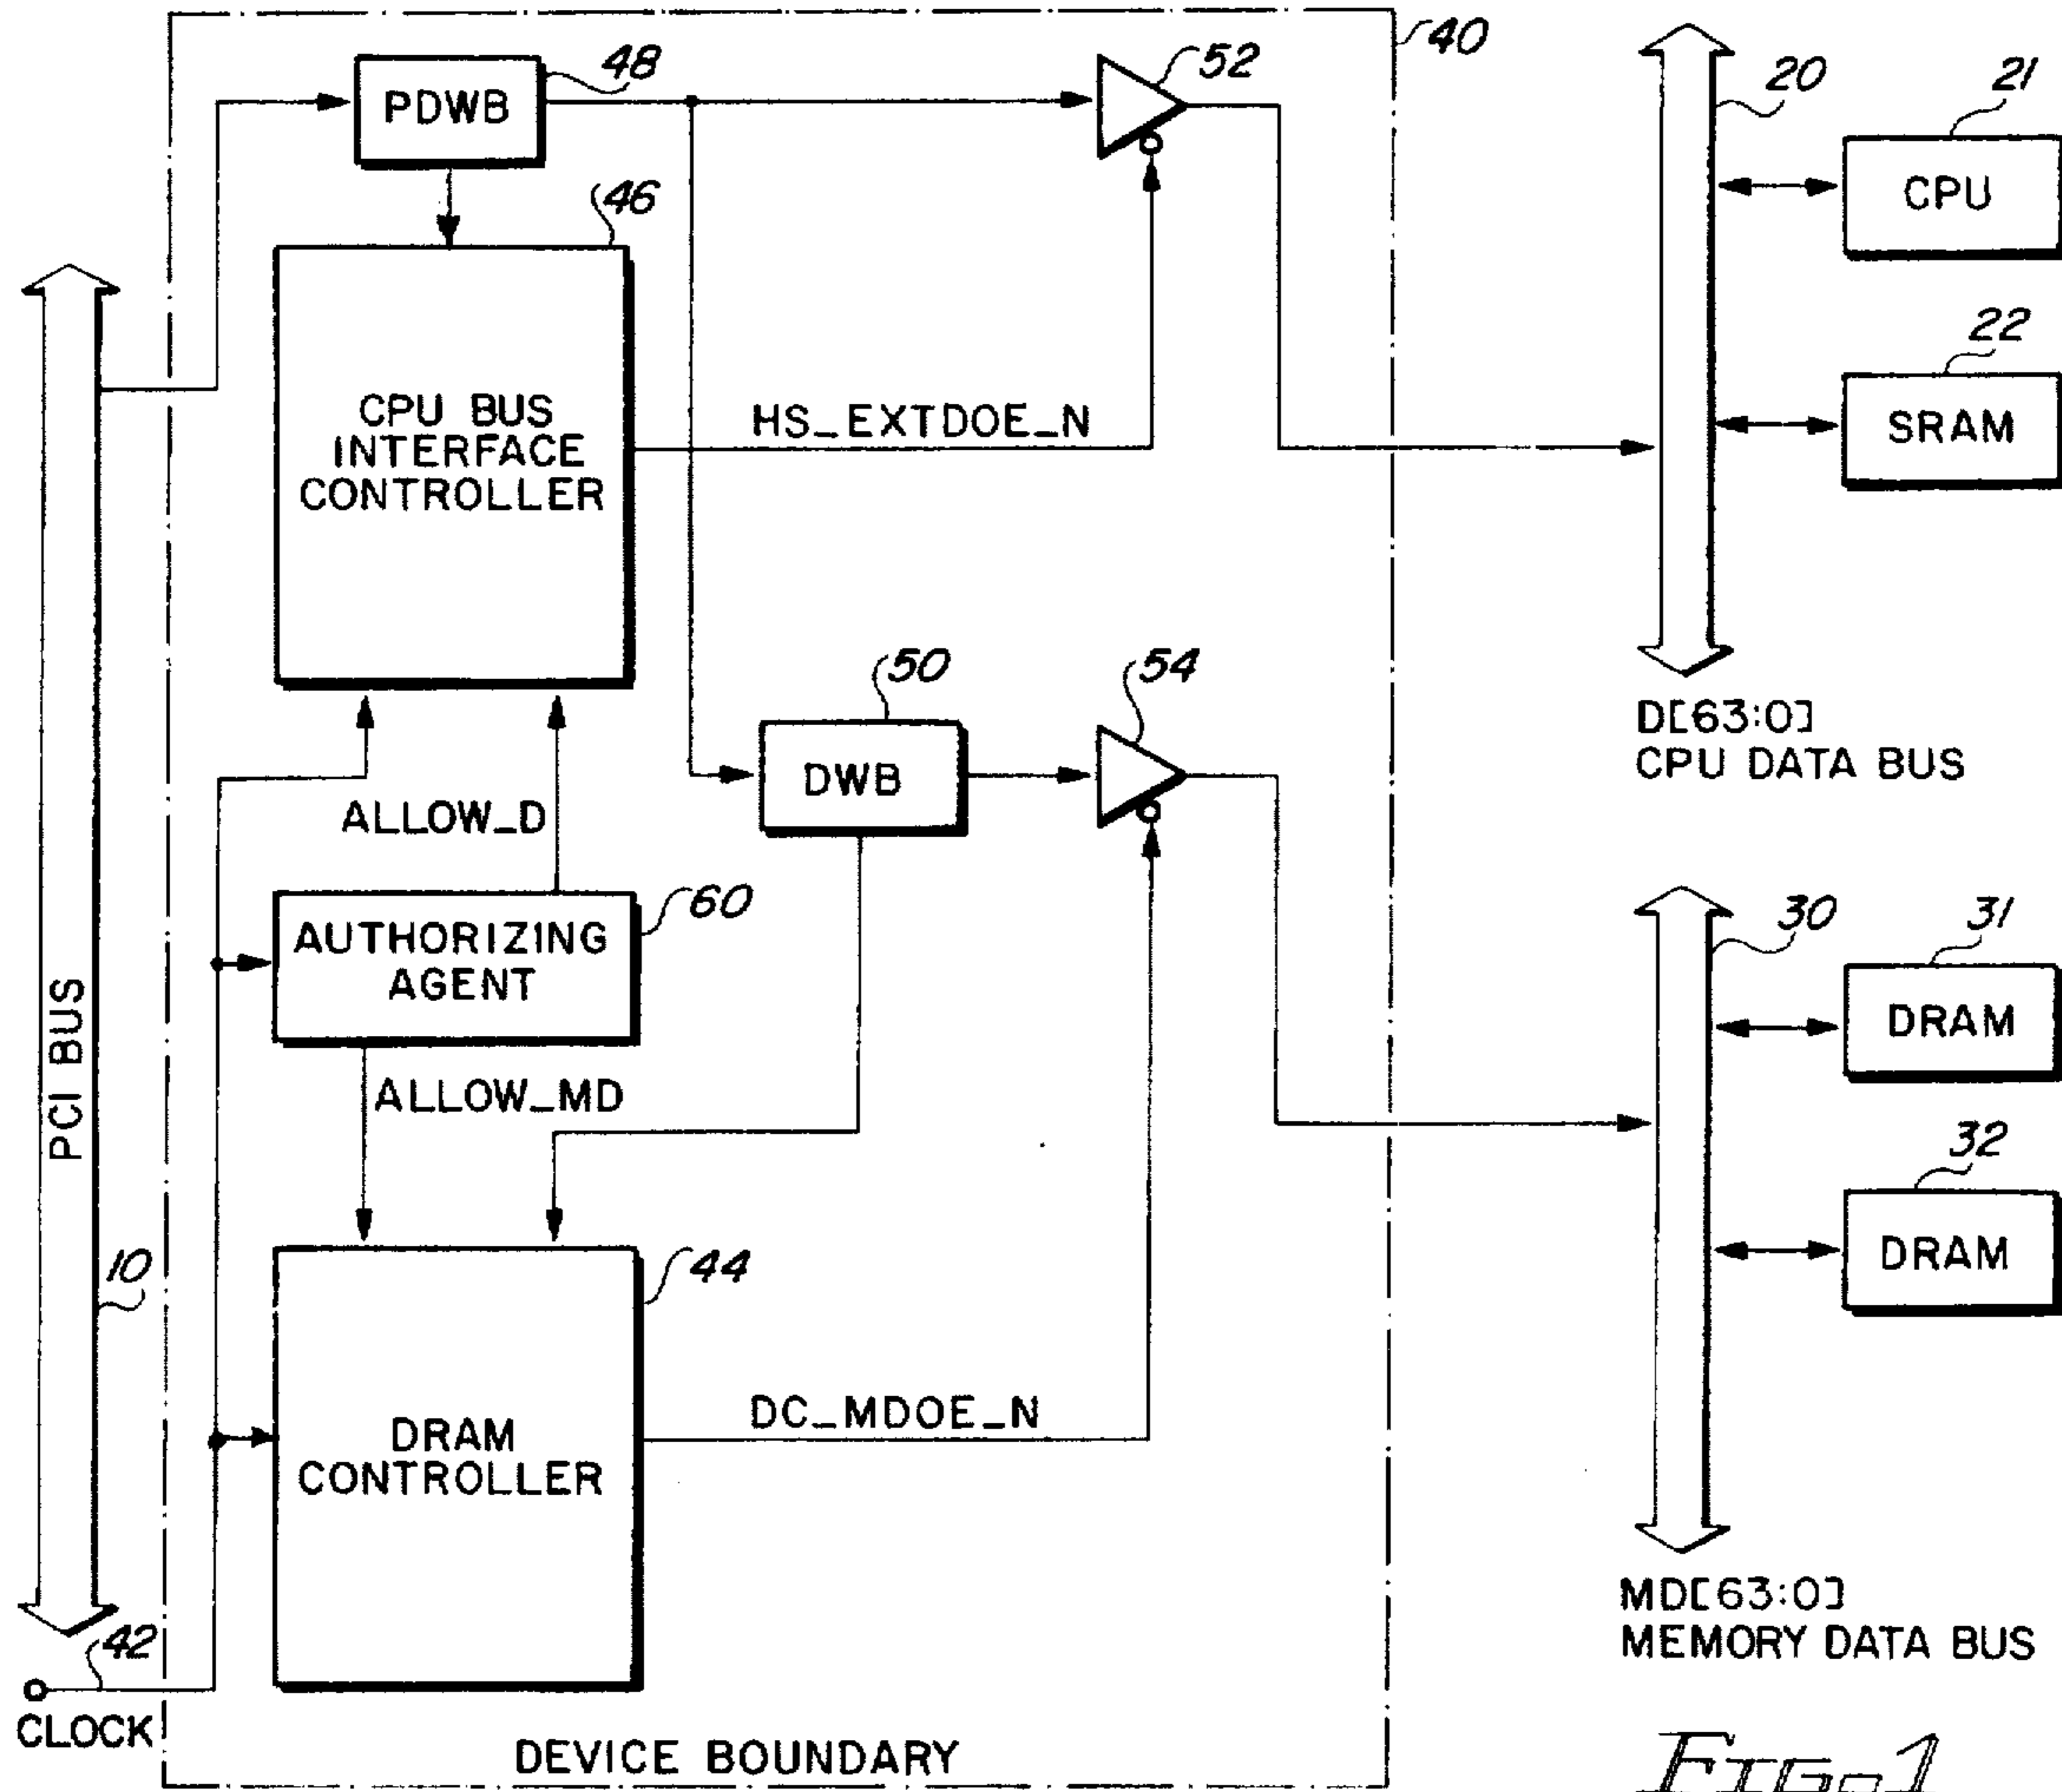 40
48
52
20
21
PDWB
CPU
46
22
CPU BUS
INTERFACE
CONTROLLER
HS_EXTDOE_N
SRAM
50
54
DWB
D[63:0]
CPU DATA BUS
ALLOW_D
60
AUTHORIZING
AGENT
30
31
DRAM
PCI BUS
ALLOW_MD
32
DRAM
10
44
DRAM
CONTROLLER
DC_MDOE_N
MD[63:0]
MEMORY DATA BUS
42
CLOCK
DEVICE BOUNDARY
FIG. 1